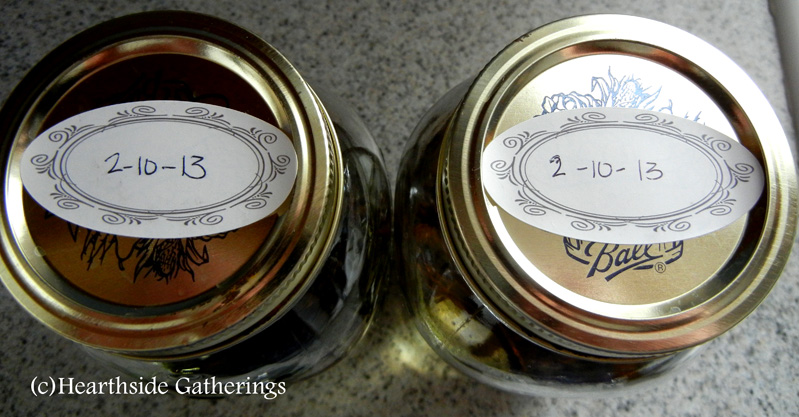 2-10-13
2-10-13
Ball®
(c)Hearthside Gatherings